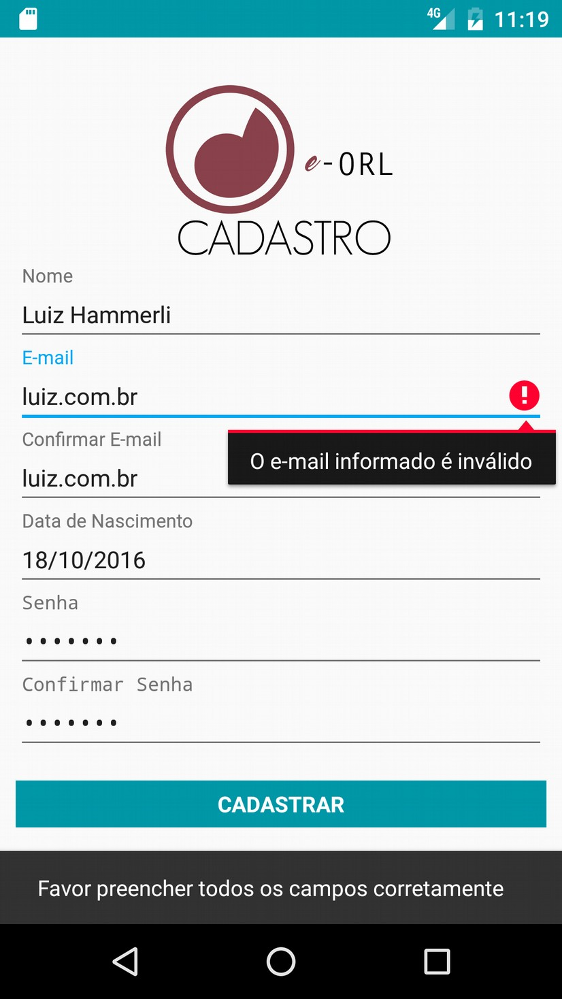 4G 11:19
e-ORL
CADASTRO
Nome
Luiz Hammerli
E-mail
luiz.com.br
Confirmar E-mail
O e-mail informado é inválido
luiz.com.br
Data de Nascimento
18/10/2016
Senha
•••••••
Confirmar Senha
•••••••
CADASTRAR
Favor preencher todos os campos corretamente